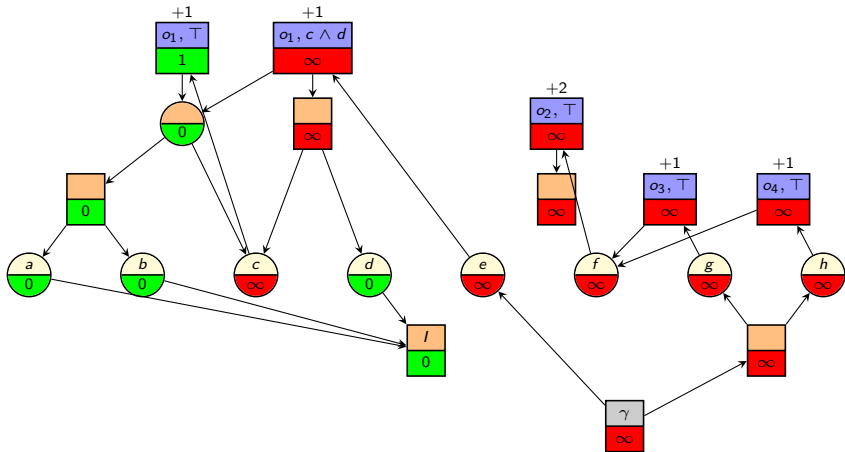 +1 +1
o₁, ⊤ o₁, c ∧ d
1 ∞
+2
o₂, ⊤
0 ∞ ∞
+1 +1
o₃, ⊤ o₄, ⊤
0 ∞ ∞ ∞
a b c d e f g h
0 0 ∞ 0 ∞ ∞ ∞ ∞
I
0 ∞
γ
∞